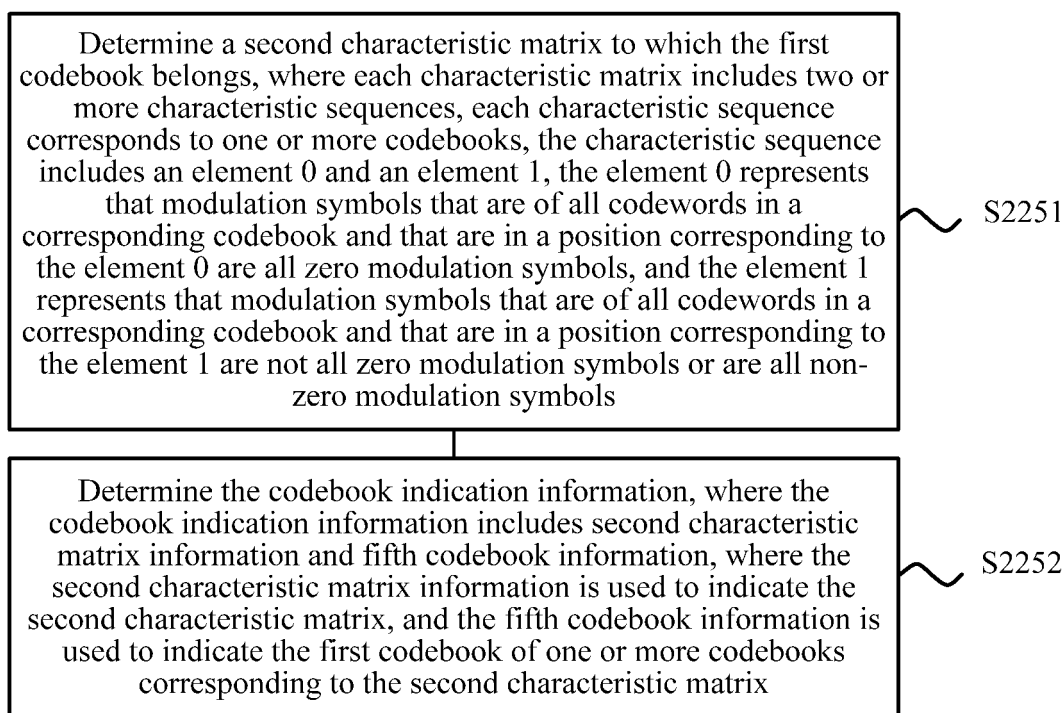 Determine a second characteristic matrix to which the first
codebook belongs, where each characteristic matrix includes two or
more characteristic sequences, each characteristic sequence
corresponds to one or more codebooks, the characteristic sequence
includes an element 0 and an element 1, the element 0 represents
that modulation symbols that are of all codewords in a
corresponding codebook and that are in a position corresponding to
the element 0 are all zero modulation symbols, and the element 1
represents that modulation symbols that are of all codewords in a
corresponding codebook and that are in a position corresponding to
the element 1 are not all zero modulation symbols or are all non-
zero modulation symbols
S2251
Determine the codebook indication information, where the
codebook indication information includes second characteristic
matrix information and fifth codebook information, where the
second characteristic matrix information is used to indicate the
second characteristic matrix, and the fifth codebook information is
used to indicate the first codebook of one or more codebooks
corresponding to the second characteristic matrix
S2252